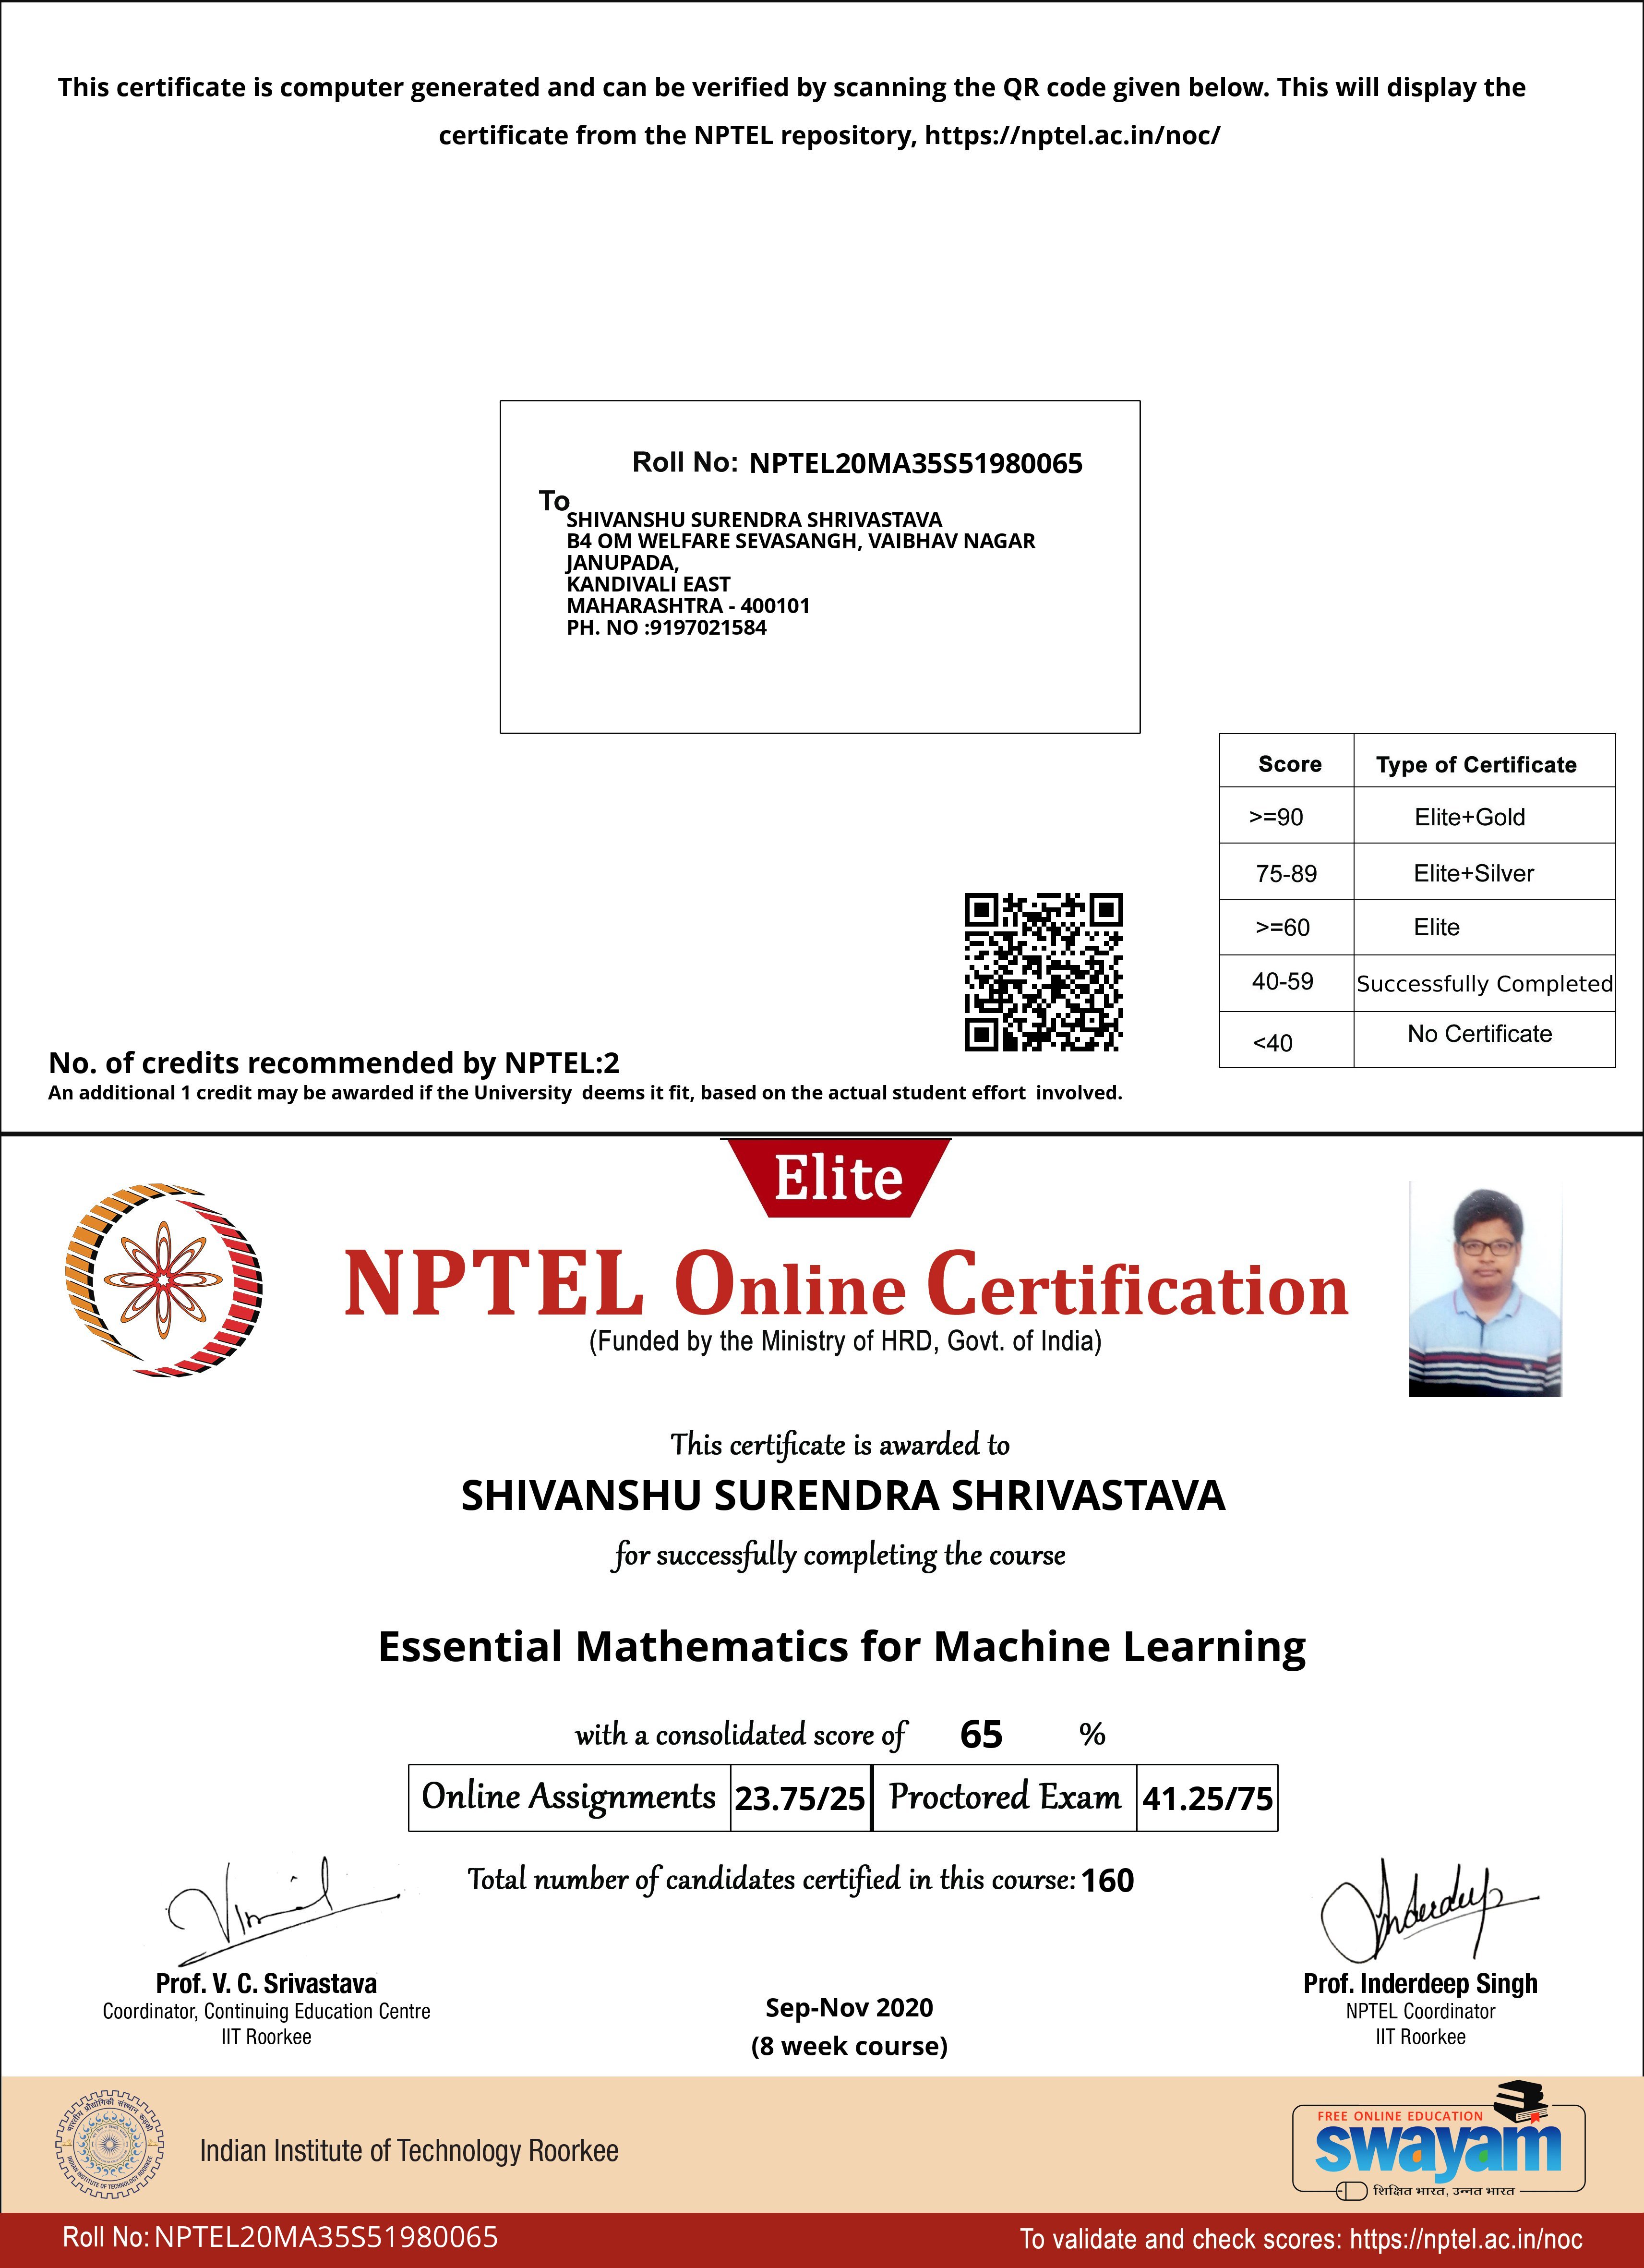 This certificate is computer generated and can be verified by scanning the QR code given below. This will display the
certificate from the NPTEL repository, https://nptel.ac.in/noc/
Roll No: NPTEL20MA35S51980065
To
SHIVANSHU SURENDRA SHRIVASTAVA
B4 OM WELFARE SEVASANGH, VAIBHAV NAGAR
JANUPADA,
KANDIVALI EAST
MAHARASHTRA - 400101
PH. NO :9197021584
Score Type of Certificate
>=90 Elite+Gold
75-89 Elite+Silver
>=60 Elite
40-59 Successfully Completed
<40 No Certificate
No. of credits recommended by NPTEL:2
An additional 1 credit may be awarded if the University deems it fit, based on the actual student effort involved.
Elite
NPTEL Online Certification
(Funded by the Ministry of HRD, Govt. of India)
This certificate is awarded to
SHIVANSHU SURENDRA SHRIVASTAVA
for successfully completing the course
Essential Mathematics for Machine Learning
with a consolidated score of 65 %
Online Assignments 23.75/25 Proctored Exam 41.25/75
Total number of candidates certified in this course: 160
Prof. V. C. Srivastava
Coordinator, Continuing Education Centre
IIT Roorkee
Sep-Nov 2020
(8 week course)
Inderdeep
Prof. Inderdeep Singh
NPTEL Coordinator
IIT Roorkee
भारतीय प्रौद्योगिकी संस्थान रुड़की
INDIAN INSTITUTE OF TECHNOLOGY ROORKEE
Indian Institute of Technology Roorkee
FREE ONLINE EDUCATION
swayam
शिक्षित भारत, उन्नत भारत
Roll No: NPTEL20MA35S51980065
To validate and check scores: https://nptel.ac.in/noc